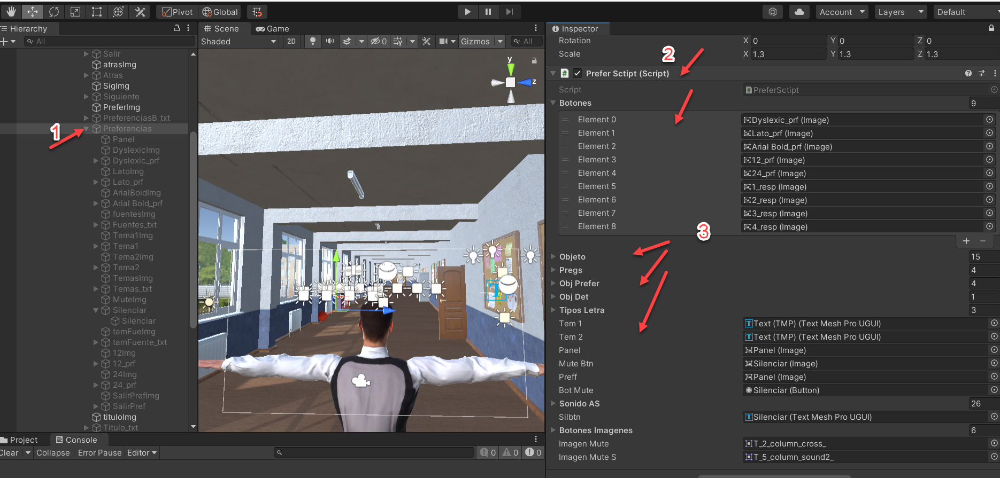 Pivot Global Account Layers Default
Hierarchy
All
Salir
atrasImg
Atras
SigImg
Siguiente
PreferImg
PreferenciasB_txt
1
Preferencias
Panel
DyslexicImg
Dyslexic_prf
LatoImg
Lato_prf
ArialBoldImg
Arial Bold_prf
fuentesImg
Fuentes_txt
Tema1Img
Tema1
Tema2Img
Tema2
TemasImg
Temas_txt
MuteImg
Silenciar
Silenciar
tamFueImg
tamFuente_txt
12Img
12_prf
24Img
24_prf
SalirPrefImg
SalirPref
tituloImg
Titulo_txt
Scene Game
Shaded 2D 0 Gizmos All
y
z
T
Project Console
Clear Collapse Error Pause Editor 0 0 0
Inspector
Rotation X 0 Y 0 Z 0
Scale X 1.3 Y 1.3 Z 1.3
2
# Prefer Sctipt (Script)
Script PreferSctipt
Botones 9
Element 0 Dyslexic_prf (Image)
Element 1 Lato_prf (Image)
Element 2 Arial Bold_prf (Image)
Element 3 12_prf (Image)
Element 4 24_prf (Image)
Element 5 1_resp (Image)
Element 6 2_resp (Image)
Element 7 3_resp (Image)
Element 8 4_resp (Image)
3
+ −
Objeto 15
Pregs 4
Obj Prefer 4
Obj Det 1
Tipos Letra 3
Tem 1 Text (TMP) (Text Mesh Pro UGUI)
Tem 2 Text (TMP) (Text Mesh Pro UGUI)
Panel Panel (Image)
Mute Btn Silenciar (Image)
Preff Panel (Image)
Bot Mute Silenciar (Button)
Sonido AS 26
Silbtn Silenciar (Text Mesh Pro UGUI)
Botones Imagenes 6
Imagen Mute T_2_column_cross_
Imagen Mute S T_5_column_sound2_